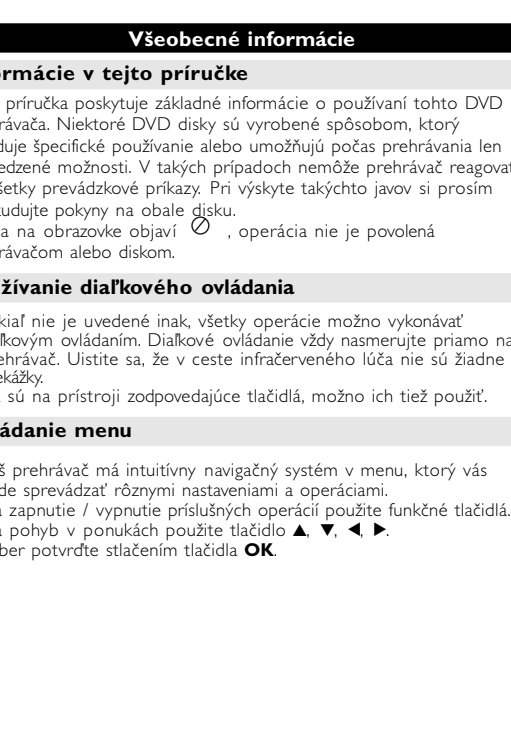 Všeobecné informácie
ormácie v tejto príručke
príručka poskytuje základné informácie o používaní tohto DVD
rávača. Niektoré DVD disky sú vyrobené spôsobom, ktorý
duje špecifické používanie alebo umožňujú počas prehrávania len
edzené možnosti. V takých prípadoch nemôže prehrávač reagovať
šetky prevádzkové príkazy. Pri výskyte takýchto javov si prosím
udujte pokyny na obale disku.
a na obrazovke objaví , operácia nie je povolená
rávačom alebo diskom.
žívanie diaľkového ovládania
kiaľ nie je uvedené inak, všetky operácie možno vykonávať
ľkovým ovládaním. Diaľkové ovládanie vždy nasmerujte priamo na
ehrávač. Uistite sa, že v ceste infračerveného lúča nie sú žiadne
ekážky.
sú na prístroji zodpovedajúce tlačidlá, možno ich tiež použiť.
ádanie menu
š prehrávač má intuitívny navigačný systém v menu, ktorý vás
de sprevádzať rôznymi nastaveniami a operáciami.
a zapnutie / vypnutie príslušných operácií použite funkčné tlačidlá.
a pohyb v ponukách použite tlačidlo ▲, ▼, ◀, ▶.
ber potvrďte stlačením tlačidla OK.